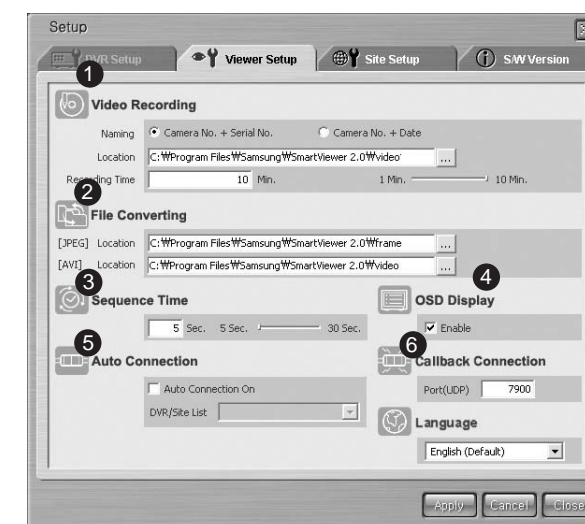 Setup
DVR Setup
Viewer Setup
Site Setup
S/W Version
1
Video Recording
Naming Camera No. + Serial No. Camera No. + Date
Location C:₩Program Files₩Samsung₩SmartViewer 2.0₩video ...
Recording Time 10 Min. 1 Min. 10 Min.
2
File Converting
[JPEG] Location C:₩Program Files₩Samsung₩SmartViewer 2.0₩frame ...
[AVI] Location C:₩Program Files₩Samsung₩SmartViewer 2.0₩video ...
3
Sequence Time
5 Sec. 5 Sec. 30 Sec.
4
OSD Display
Enable
5
Auto Connection
Auto Connection On
DVR/Site List
6
Callback Connection
Port(UDP) 7900
Language
English (Default)
Apply Cancel Close